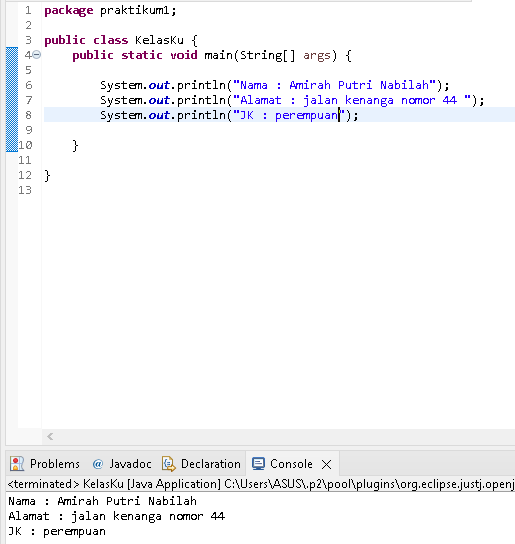 1 package praktikum1;
2
3 public class KelasKu {
4 public static void main(String[] args) {
5
6 System.out.println("Nama : Amirah Putri Nabilah");
7 System.out.println("Alamat : jalan kenanga nomor 44 ");
8 System.out.println("JK : perempuan");
9
10 }
11
12 }
13
Problems @ Javadoc Declaration Console
<terminated> KelasKu [Java Application] C:\Users\ASUS\.p2\pool\plugins\org.eclipse.justj.openj
Nama : Amirah Putri Nabilah
Alamat : jalan kenanga nomor 44
JK : perempuan